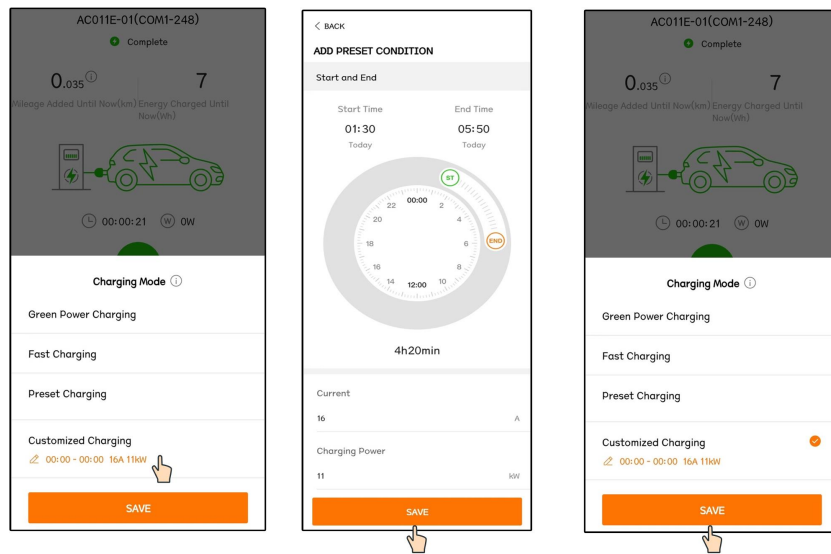 AC011E-01(COM1-248)
Complete
0.035
7
Mileage Added Until Now(km)
Energy Charged Until
Now(Wh)
00:00:21
W 0W
Charging Mode
Green Power Charging
Fast Charging
Preset Charging
Customized Charging
00:00 - 00:00 16A 11kW
SAVE
< BACK
ADD PRESET CONDITION
Start and End
Start Time
End Time
01:30
05:50
Today
Today
ST
END
00:00
2
4
6
8
10
12:00
14
16
18
20
22
4h20min
Current
16 A
Charging Power
11 kW
SAVE
AC011E-01(COM1-248)
Complete
0.035
7
Mileage Added Until Now(km)
Energy Charged Until
Now(Wh)
00:00:21
W 0W
Charging Mode
Green Power Charging
Fast Charging
Preset Charging
Customized Charging
00:00 - 00:00 16A 11kW
SAVE